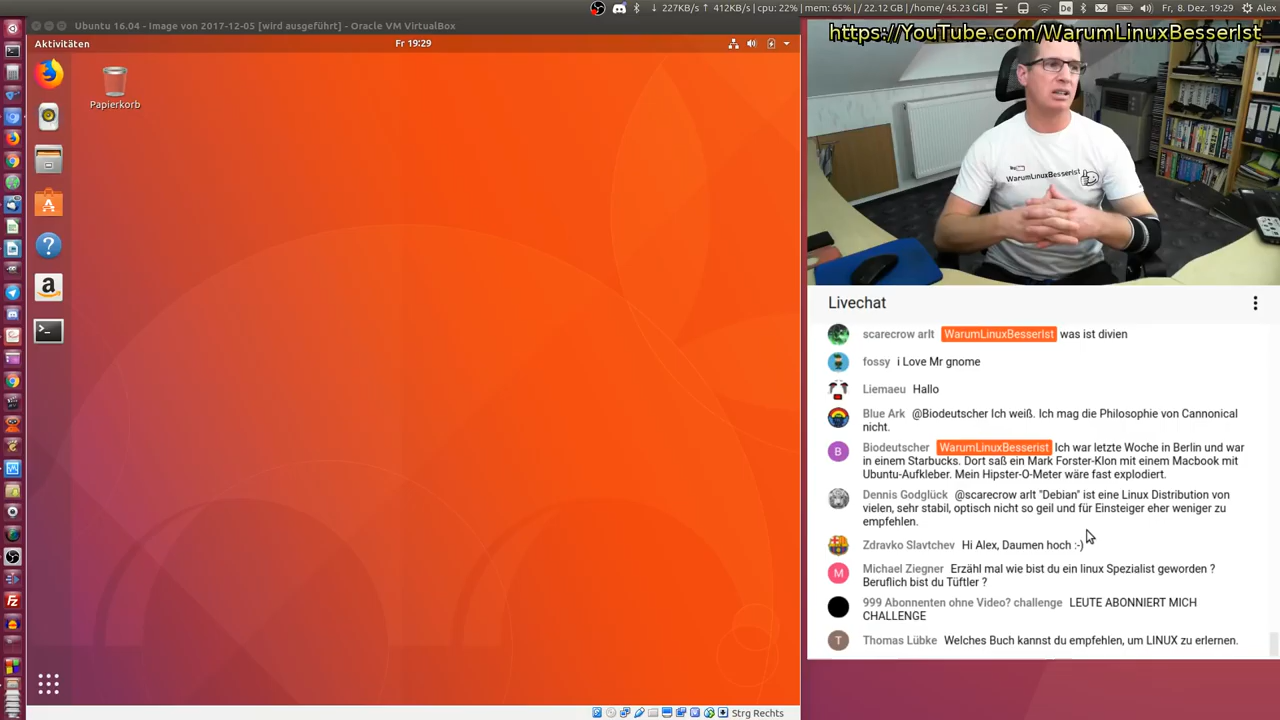 ↓ 227KB/s ↑ 412KB/s cpu: 22% mem: 65% // 22.12 GB /home/ 45.23 GB De 22% Fr, 8. Dez, 19:29 Alex
Ubuntu 16.04 - Image von 2017-12-05 [wird ausgeführt] - Oracle VM VirtualBox
https://YouTube.com/WarumLinuxBesserIst
Aktivitäten
Fr 19:29
Papierkorb
WarumLinuxBesserIst
Livechat
scarecrow arlt WarumLinuxBesserIst was ist divien
fossy i Love Mr gnome
Liemaeu Hallo
Blue Ark @Biodeutscher Ich weiß. Ich mag die Philosophie von Cannonical
nicht.
B
Biodeutscher WarumLinuxBesserist Ich war letzte Woche in Berlin und war
in einem Starbucks. Dort saß ein Mark Forster-Klon mit einem Macbook mit
Ubuntu-Aufkleber. Mein Hipster-O-Meter wäre fast explodiert.
Dennis Godglück @scarecrow arlt "Debian" ist eine Linux Distribution von
vielen, sehr stabil, optisch nicht so geil und für Einsteiger eher weniger zu
empfehlen.
Zdravko Slavtchev Hi Alex, Daumen hoch :-)
M
Michael Ziegner Erzähl mal wie bist du ein linux Spezialist geworden ?
Beruflich bist du Tüftler ?
999 Abonnenten ohne Video? challenge LEUTE ABONNIERT MICH
CHALLENGE
T
Thomas Lübke Welches Buch kannst du empfehlen, um LINUX zu erlernen.
Strg Rechts